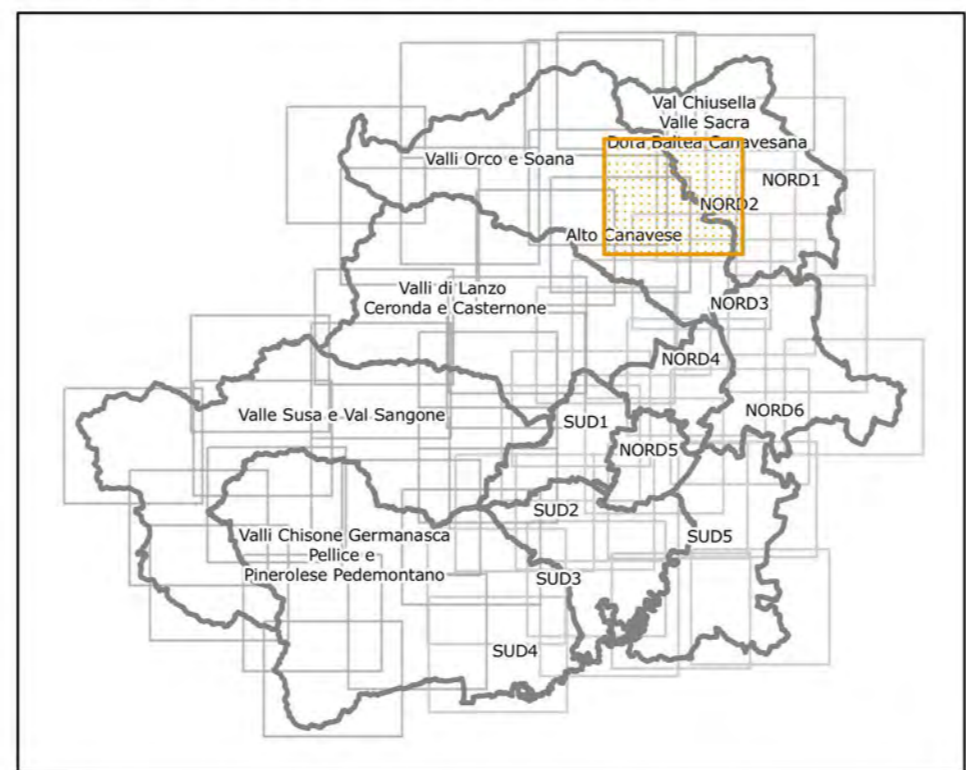 Val Chiusella
Valle Sacra
Dora Baltea Canavesana
Valli Orco e Soana
NORD1
NORD2
Alto Canavese
Valli di Lanzo
Ceronda e Casternone
NORD3
NORD4
Valle Susa e Val Sangone
SUD1
NORD6
NORD5
SUD2
Valli Chisone Germanasca
Pellice e
Pinerolese Pedemontano
SUD5
SUD3
SUD4